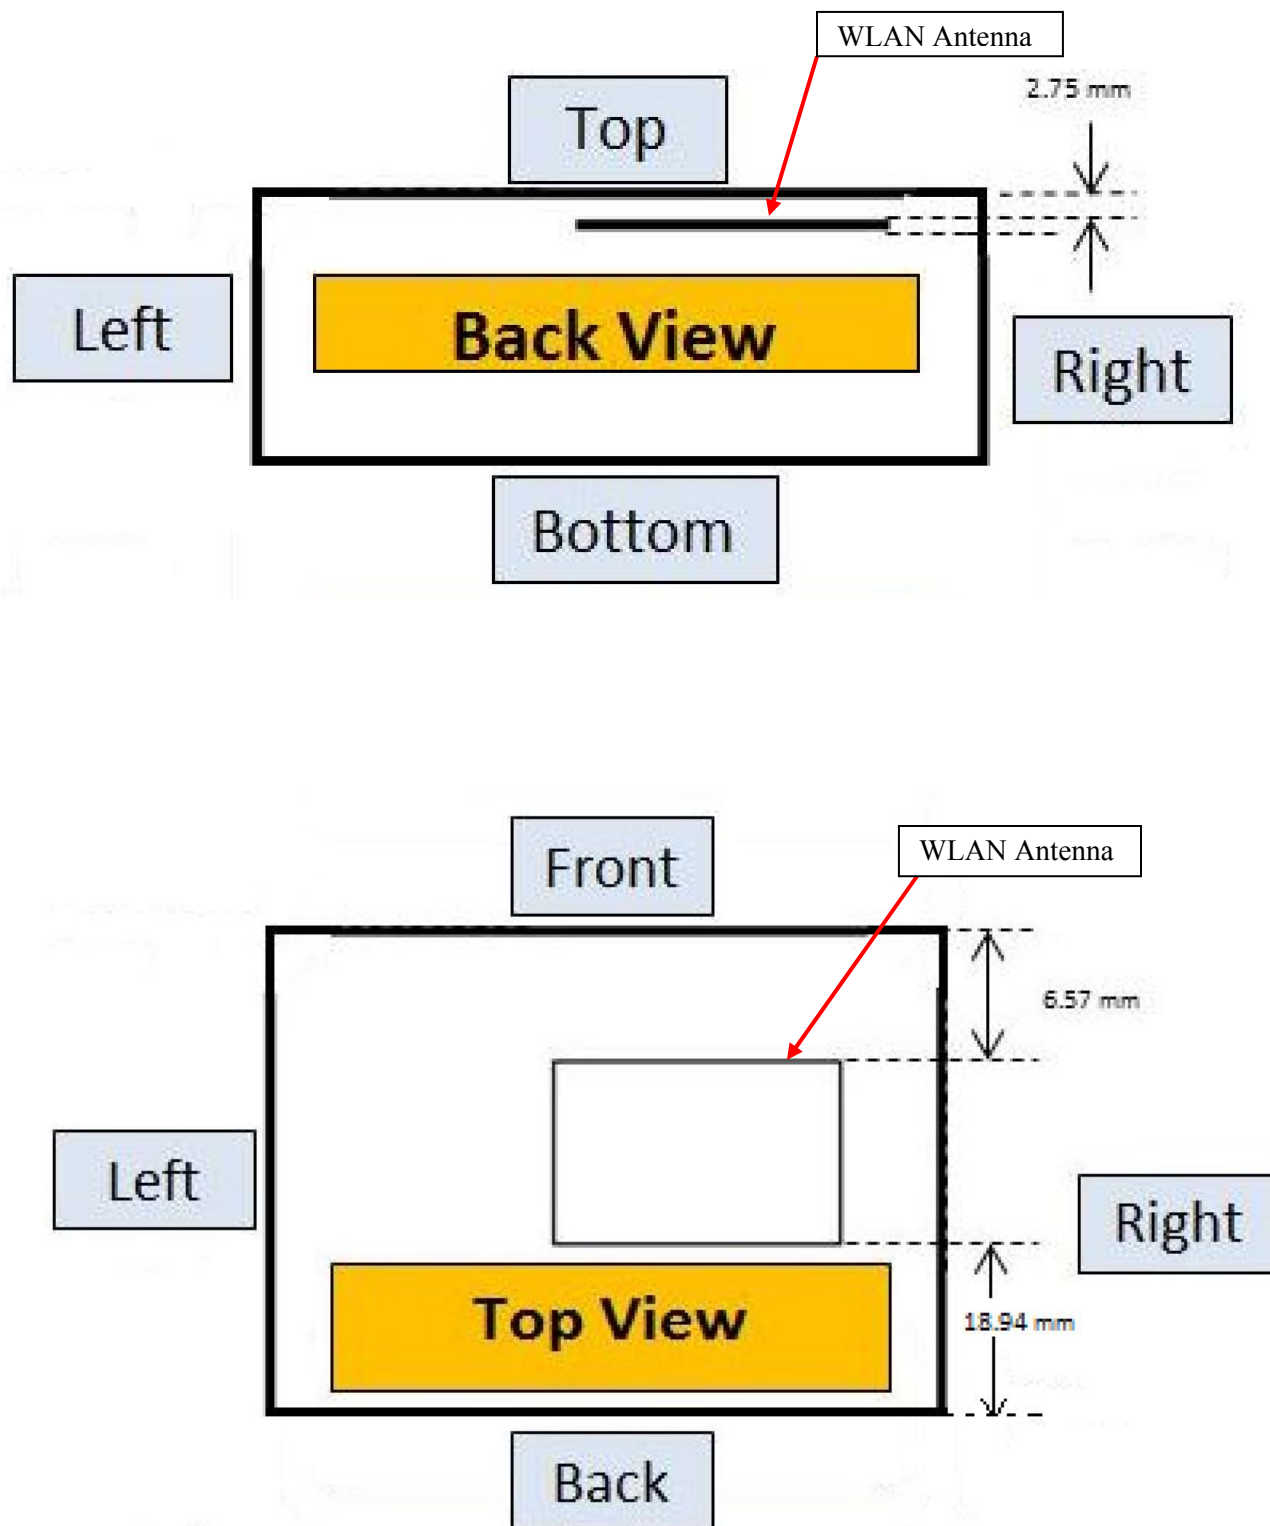 WLAN Antenna
2.75 mm
Top
Left
Back View
Right
Bottom
Front
WLAN Antenna
6.57 mm
Left
Right
Top View
18.94 mm
Back